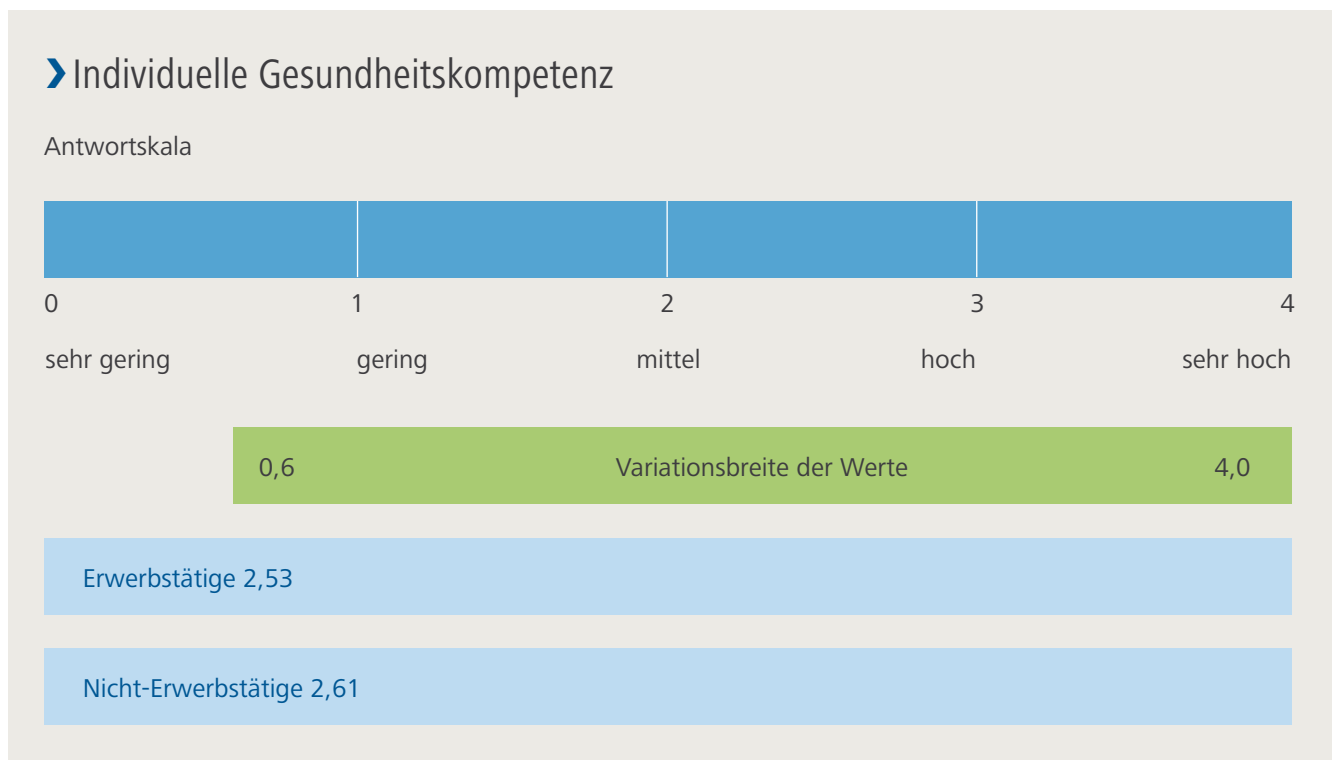 Individuelle Gesundheitskompetenz
Antwortskala
0 1 2 3 4
sehr gering gering mittel hoch sehr hoch
0,6 Variationsbreite der Werte 4,0
Erwerbstätige 2,53
Nicht-Erwerbstätige 2,61